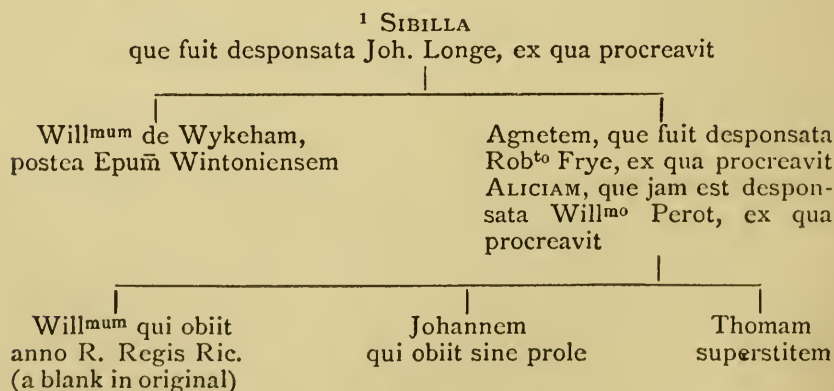 ¹ SIBILLA
que fuit desponsata Joh. Longe, ex qua procreavit
Willmum de Wykeham,
postea Epum̄ Wintoniensem
Agnetem, que fuit desponsata
Robto Frye, ex qua procreavit
ALICIAM, que jam est despon-
sata Willmo Perot, ex qua
procreavit
Willmum qui obiit
anno R. Regis Ric.
(a blank in original)
Johannem
qui obiit sine prole
Thomam
superstitem